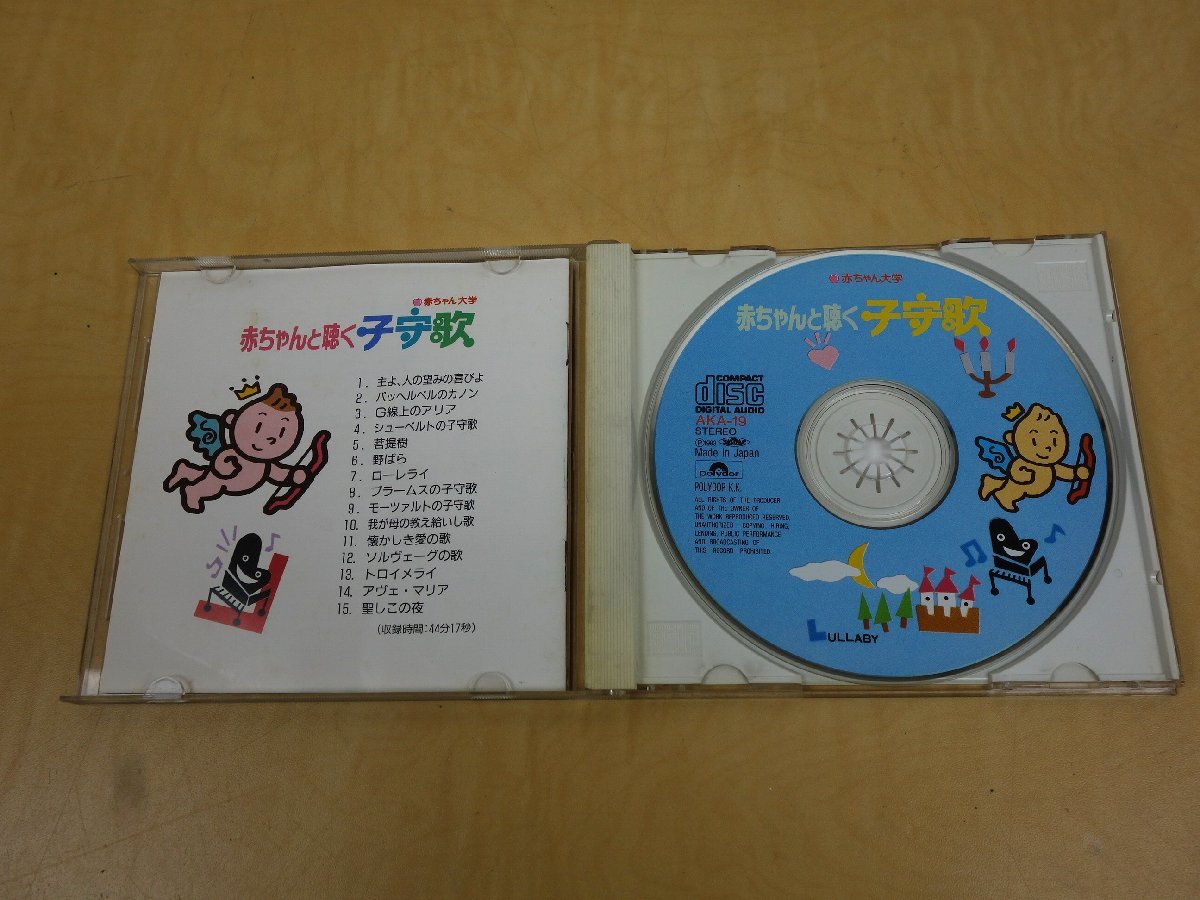 赤ちゃん大学
赤ちゃんと聴く子守歌
1. 主よ、人の望みの喜びよ
2. パッヘルベルのカノン
3. G線上のアリア
4. シューベルトの子守歌
5. 菩提樹
6. 野ばら
7. ローレライ
8. ブラームスの子守歌
9. モーツァルトの子守歌
10. 我が母の教え給いし歌
11. 懐かしき愛の歌
12. ソルヴェーグの歌
13. トロイメライ
14. アヴェ・マリア
15. 聖しこの夜
(収録時間:44分17秒)
赤ちゃん大学
赤ちゃんと聴く子守歌
COMPACT
disc
DIGITAL AUDIO
AKA-19
STEREO
Made in Japan
Polydor
POLYDOR K.K.
ALL RIGHTS OF THE PRODUCER
AND OF THE OWNER OF
THE WORK REPRODUCED RESERVED.
UNAUTHORIZED COPYING, HIRING,
LENDING, PUBLIC PERFORMANCE
AND BROADCASTING OF
THIS RECORD PROHIBITED.
LULLABY